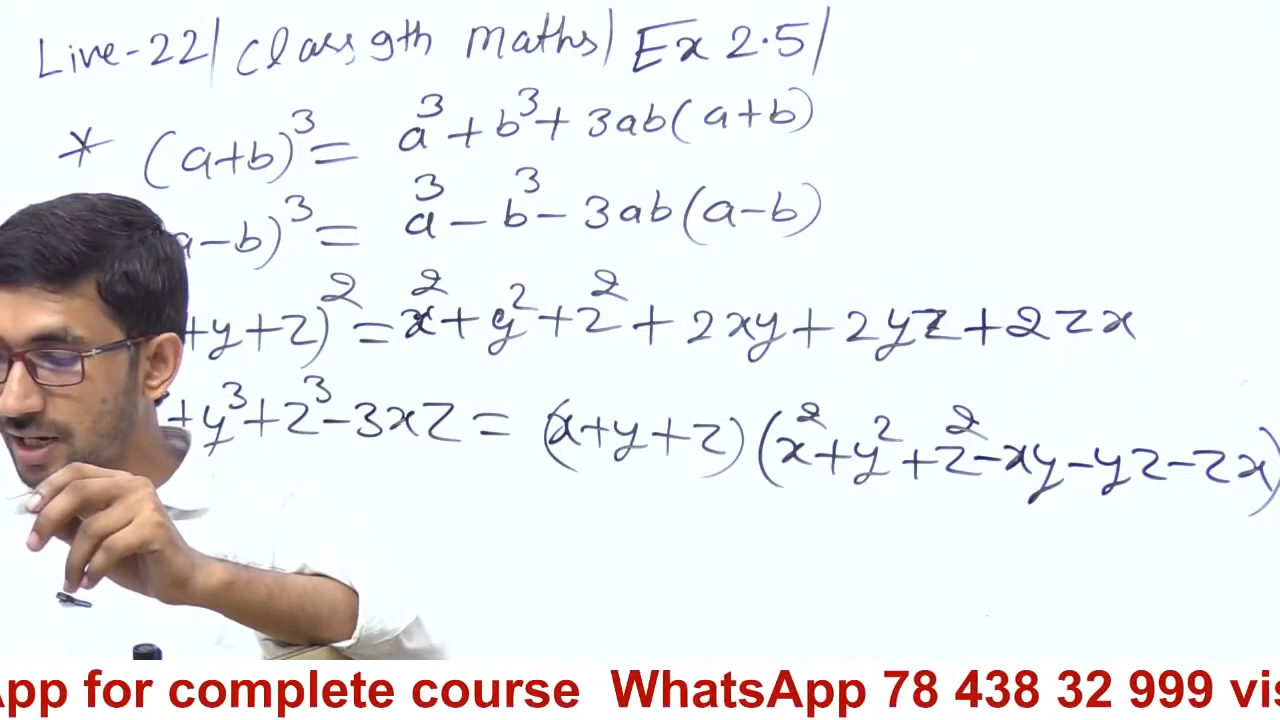 Live-22| Class 9th maths| Ex 2.5|
* (a+b)³ = a³ + b³ + 3ab(a+b)
a-b)³ = a³ - b³ - 3ab(a-b)
+y+z)² = x² + y² + z² + 2xy + 2yz + 2zx
+y³+z³-3xz = (x+y+z)(x²+y²+z²-xy-yz-zx)
App for complete course WhatsApp 78 438 32 999 vis